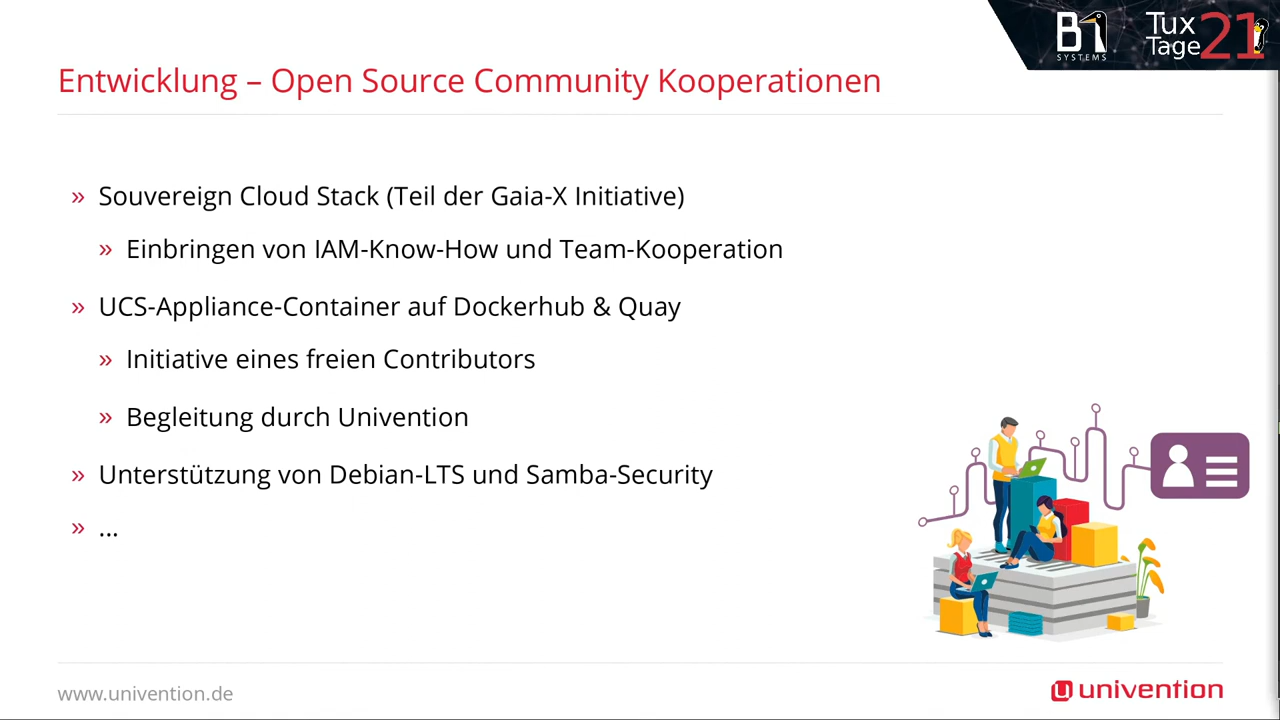 B1
SYSTEMS
Tux
Tage
21
Entwicklung – Open Source Community Kooperationen
» Souvereign Cloud Stack (Teil der Gaia-X Initiative)
» Einbringen von IAM-Know-How und Team-Kooperation
» UCS-Appliance-Container auf Dockerhub & Quay
» Initiative eines freien Contributors
» Begleitung durch Univention
» Unterstützung von Debian-LTS und Samba-Security
» ...
www.univention.de
univention